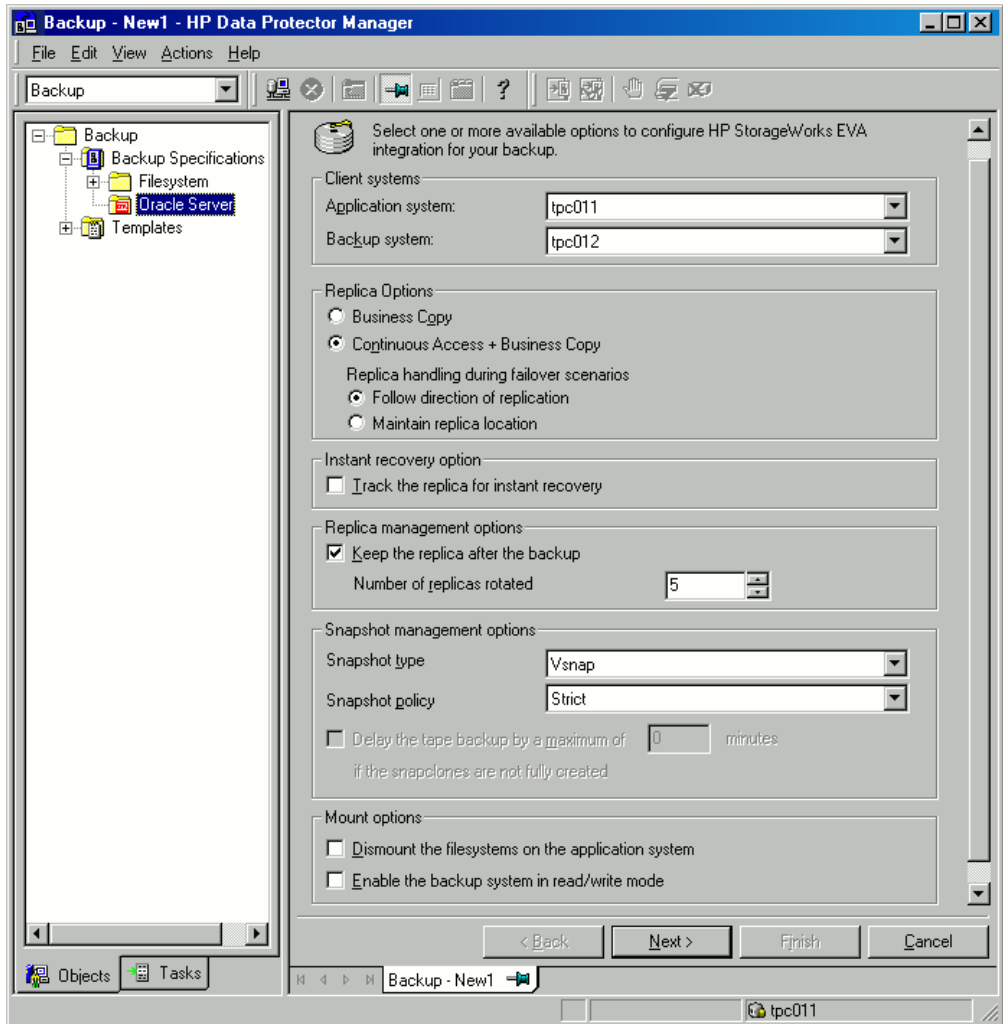 Backup - New1 - HP Data Protector Manager
File Edit View Actions Help
Backup
?
Backup
Backup Specifications
Filesystem
Oracle Server
Templates
Select one or more available options to configure HP StorageWorks EVA
integration for your backup.
Client systems
Application system: tpc011
Backup system: tpc012
Replica Options
Business Copy
Continuous Access + Business Copy
Replica handling during failover scenarios
Follow direction of replication
Maintain replica location
Instant recovery option
Track the replica for instant recovery
Replica management options
Keep the replica after the backup
Number of replicas rotated 5
Snapshot management options
Snapshot type Vsnap
Snapshot policy Strict
Delay the tape backup by a maximum of 0 minutes
if the snapclones are not fully created
Mount options
Dismount the filesystems on the application system
Enable the backup system in read/write mode
< Back Next > Finish Cancel
Objects Tasks
Backup - New1
tpc011